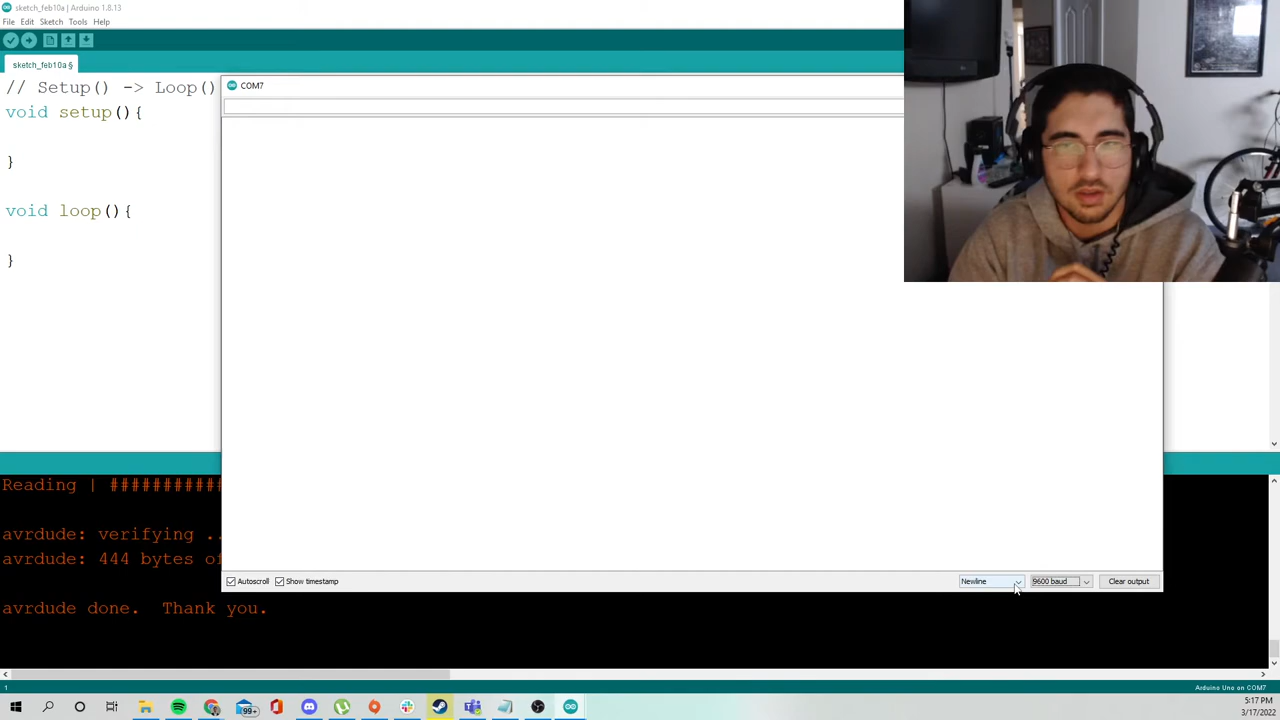 sketch_feb10a | Arduino 1.8.13
File Edit Sketch Tools Help
sketch_feb10a §
// Setup() -> Loop()
void setup(){
}
void loop(){
}
COM7
Autoscroll Show timestamp
Newline 9600 baud Clear output
Reading | ###########
avrdude: verifying ..
avrdude: 444 bytes of
avrdude done. Thank you.
1
Arduino Uno on COM7
99+
5:17 PM
3/17/2022